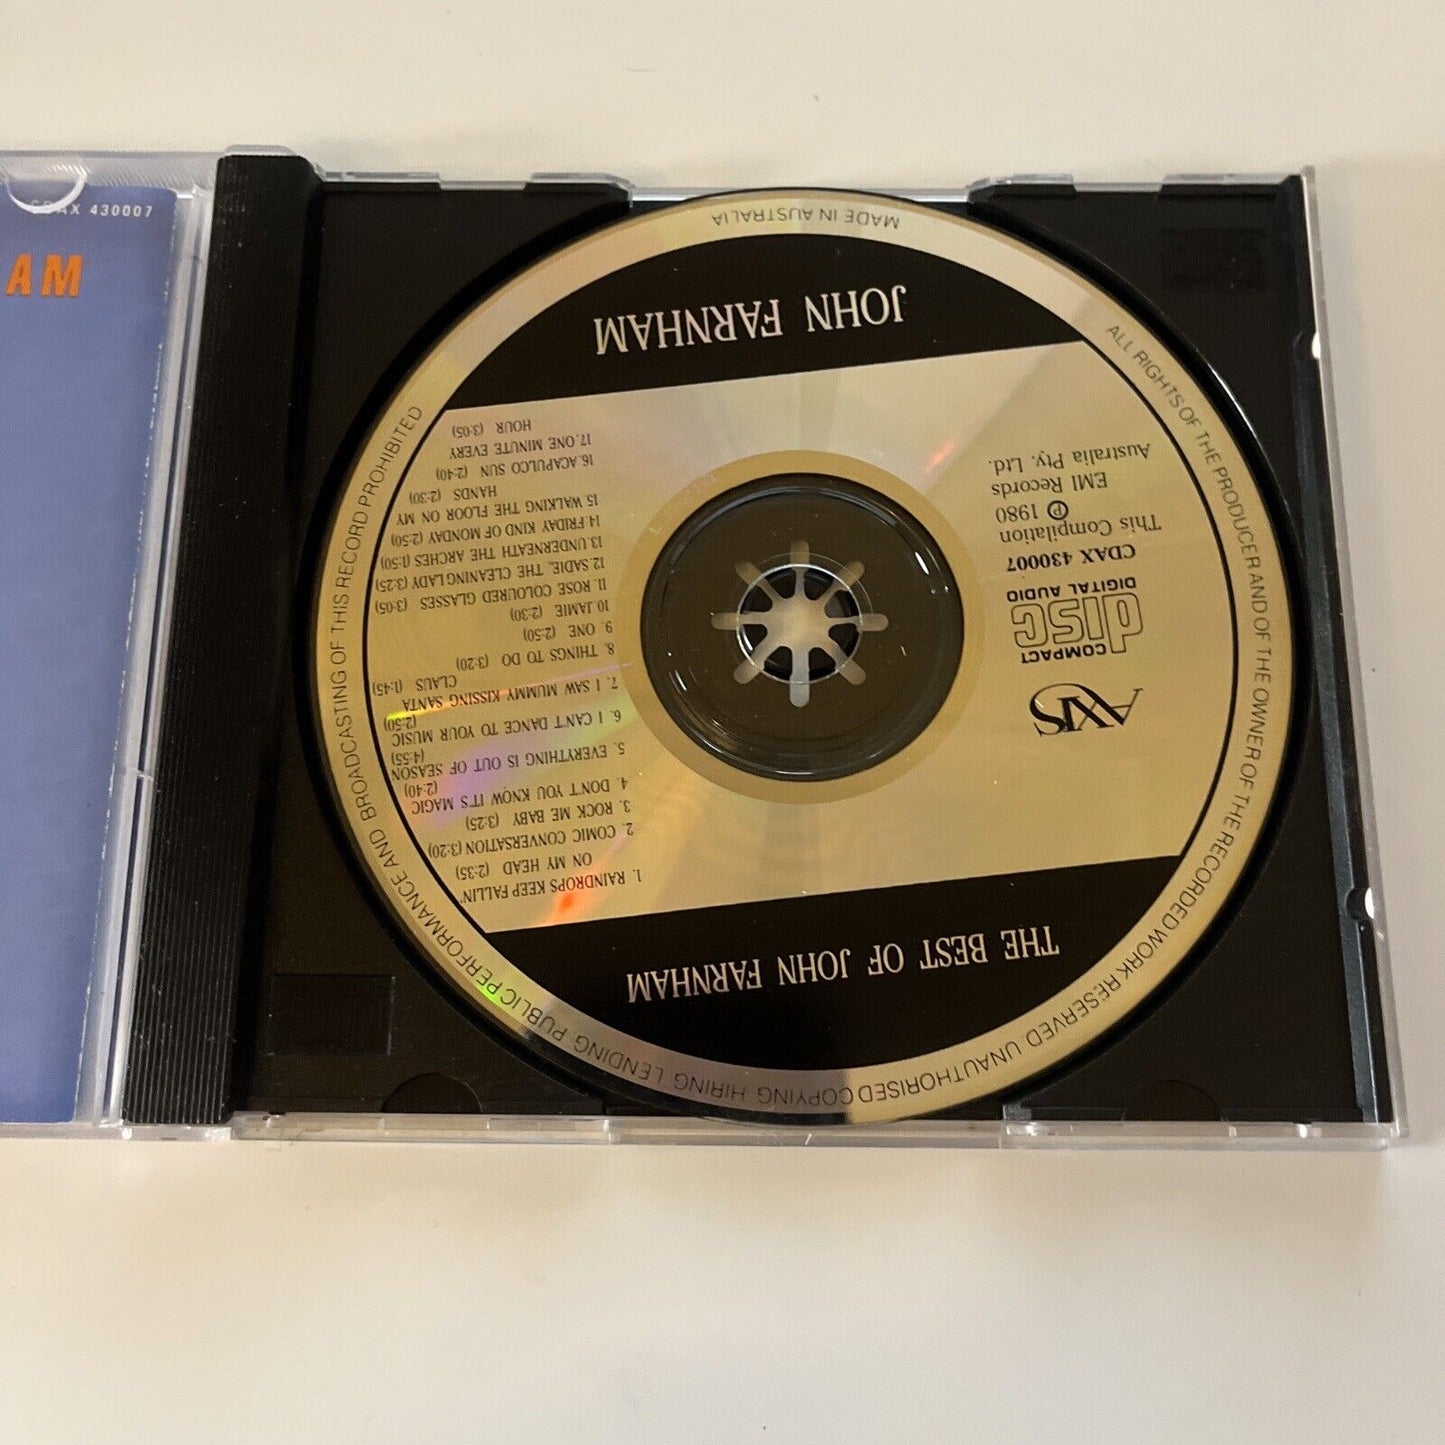 CDAX 430007
AM
MADE IN AUSTRALIA
ALL RIGHTS OF THE PRODUCER AND OF THE OWNER OF THE RECORDED WORK RESERVED. UNAUTHORISED COPYING. HIRING. LENDING. PUBLIC PERFORMANCE AND BROADCASTING OF THIS RECORD PROHIBITED
THE BEST OF JOHN FARNHAM
AXIS
COMPACT
disc
DIGITAL AUDIO
CDAX 430007
This Compilation
℗ 1980
EMI Records
Australia Pty. Ltd.
1. RAINDROPS KEEP FALLIN'
ON MY HEAD (2:35)
2. COMIC CONVERSATION (3:20)
3. ROCK ME BABY (3:25)
4. DON'T YOU KNOW IT'S MAGIC
(2:40)
5. EVERYTHING IS OUT OF SEASON
(4:55)
6. I CAN'T DANCE TO YOUR MUSIC
(2:50)
7. I SAW MUMMY KISSING SANTA
CLAUS (1:45)
8. THINGS TO DO (3:20)
9. ONE (2:50)
10. JAMIE (2:30)
11. ROSE COLOURED GLASSES (3:05)
12. SADIE, THE CLEANING LADY (3:25)
13. UNDERNEATH THE ARCHES (1:50)
14. FRIDAY KIND OF MONDAY (2:50)
15. WALKING THE FLOOR ON MY
HANDS (2:30)
16. ACAPULCO SUN (2:40)
17. ONE MINUTE EVERY
HOUR (3:05)
JOHN FARNHAM